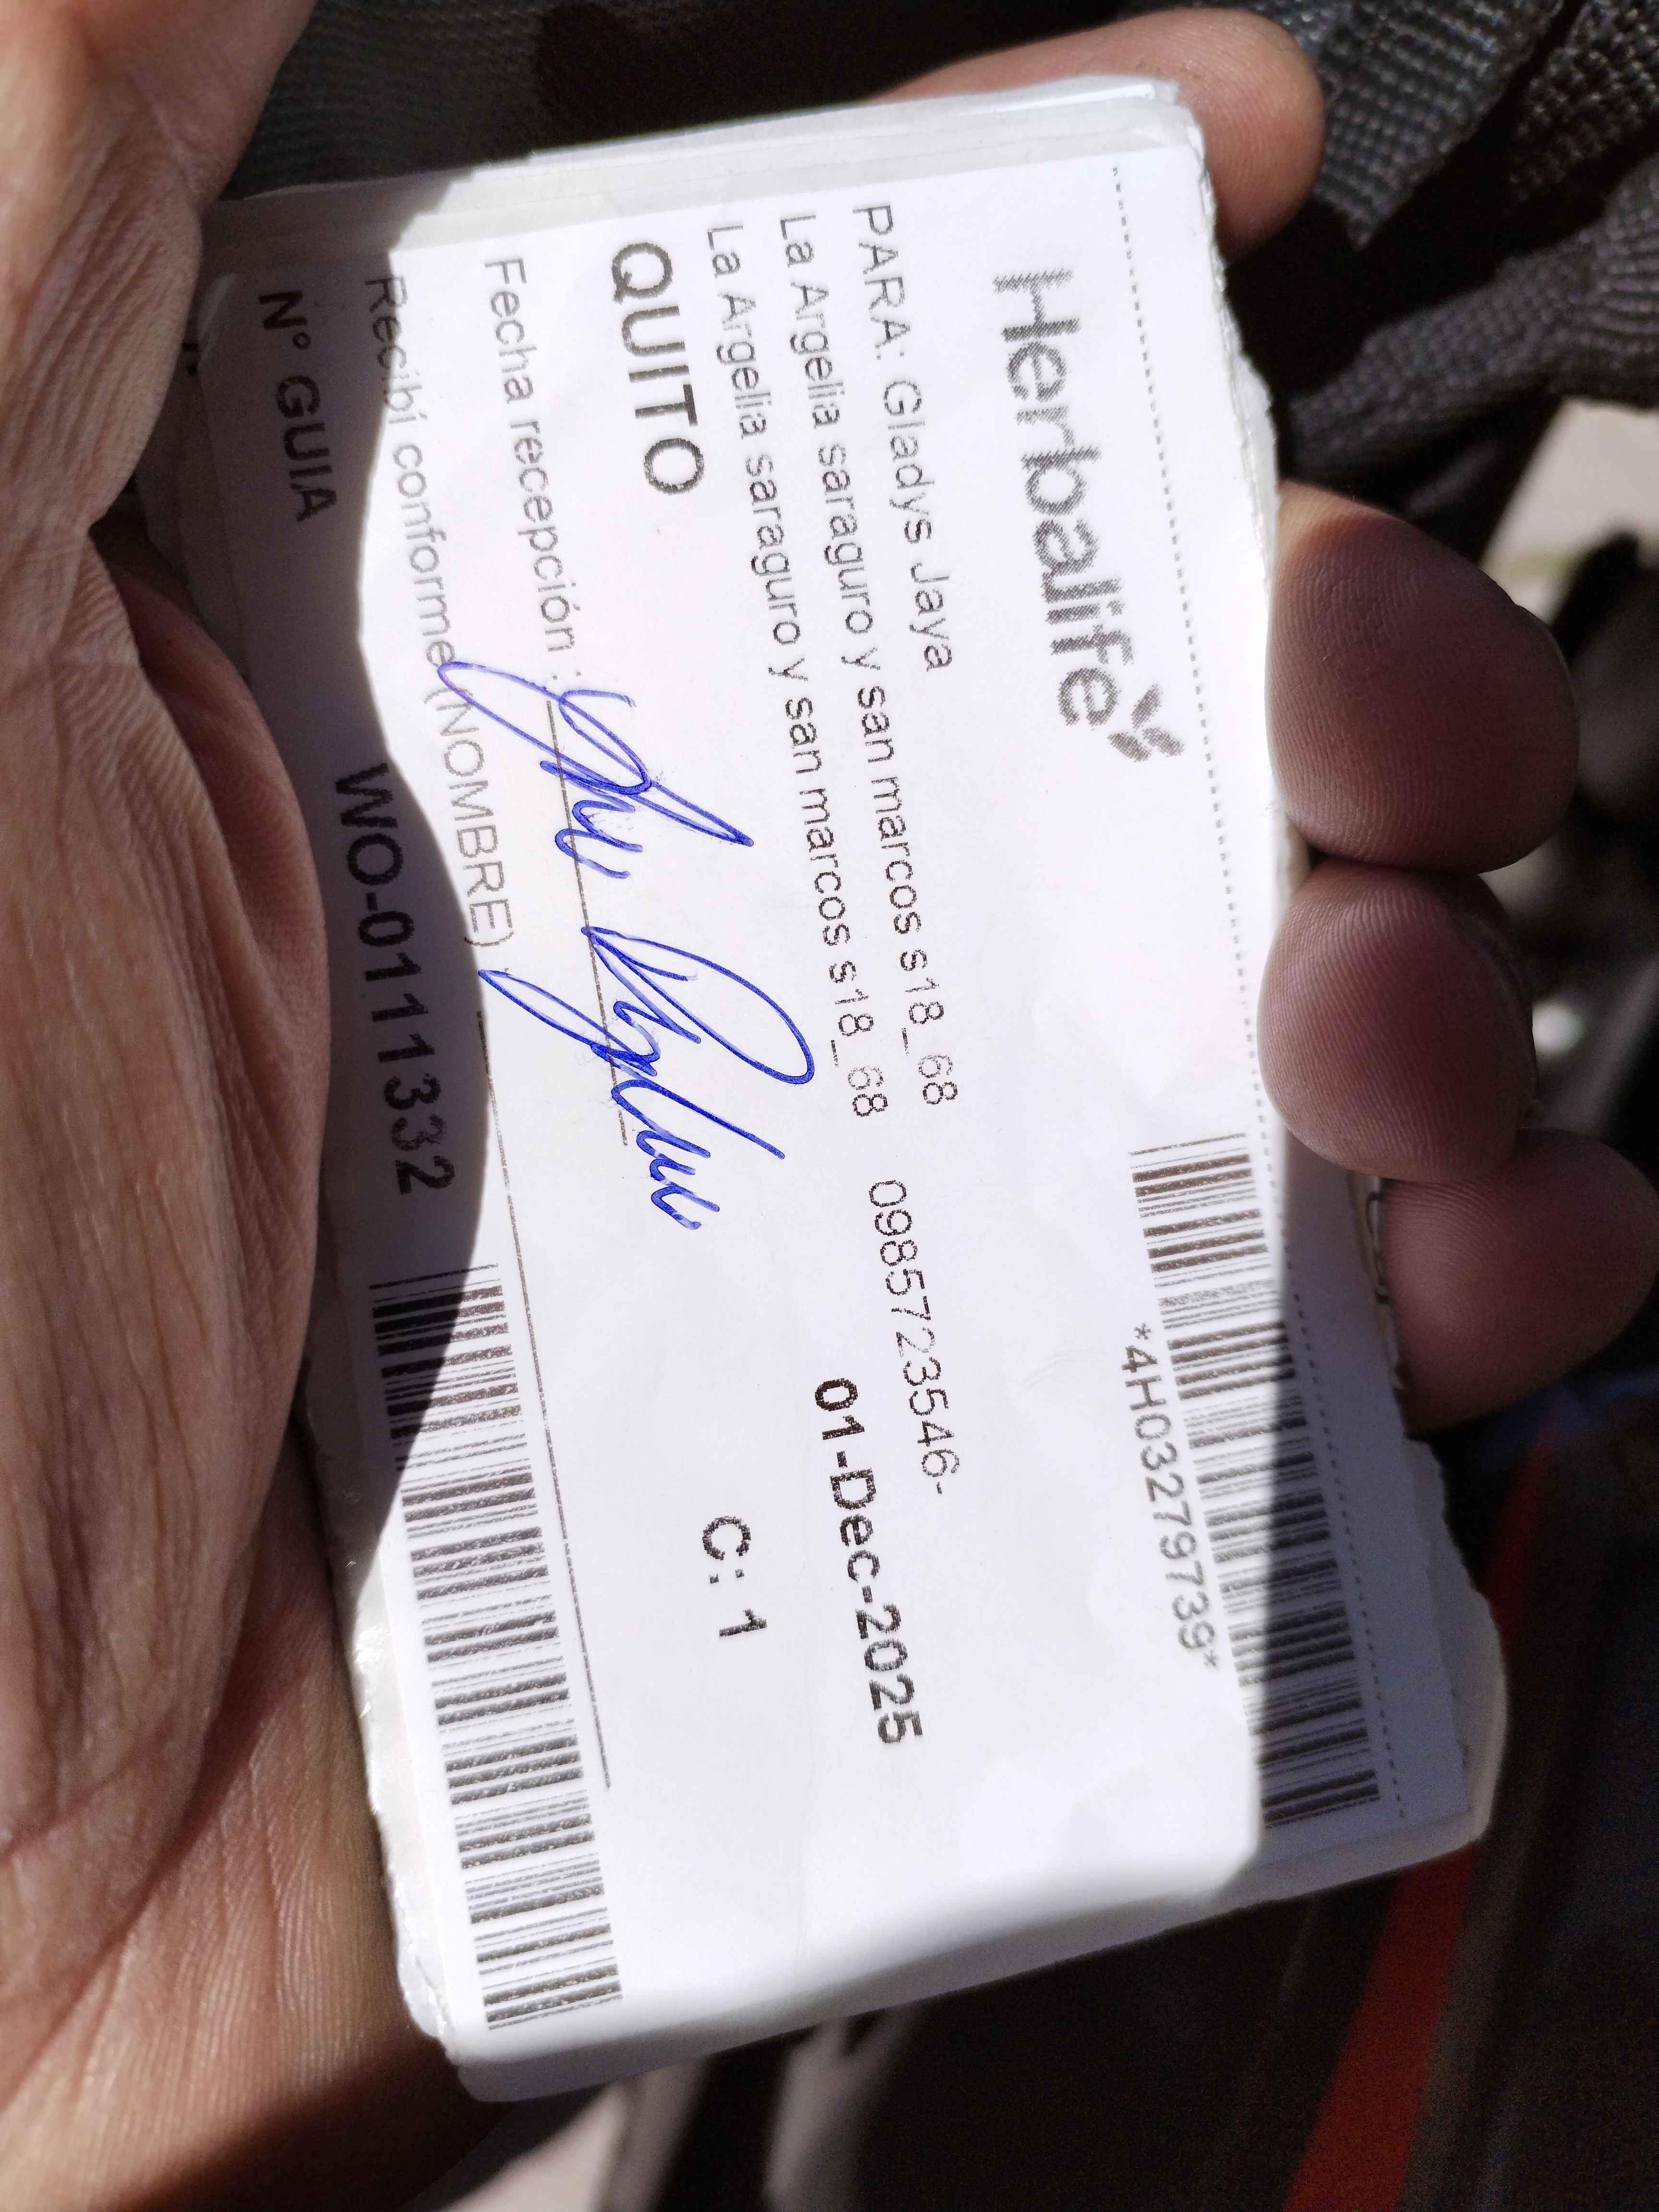 Herbalife
*4H03279739*
PARA: Gladys Jaya
La Argelia saraguro y san marcos s18_68 0985723546-
La Argelia saraguro y san marcos s18_68
01-Dec-2025
QUITO
C: 1
Fecha recepción :
Recibí conforme (NOMBRE)
N° GUIA WO-0111332